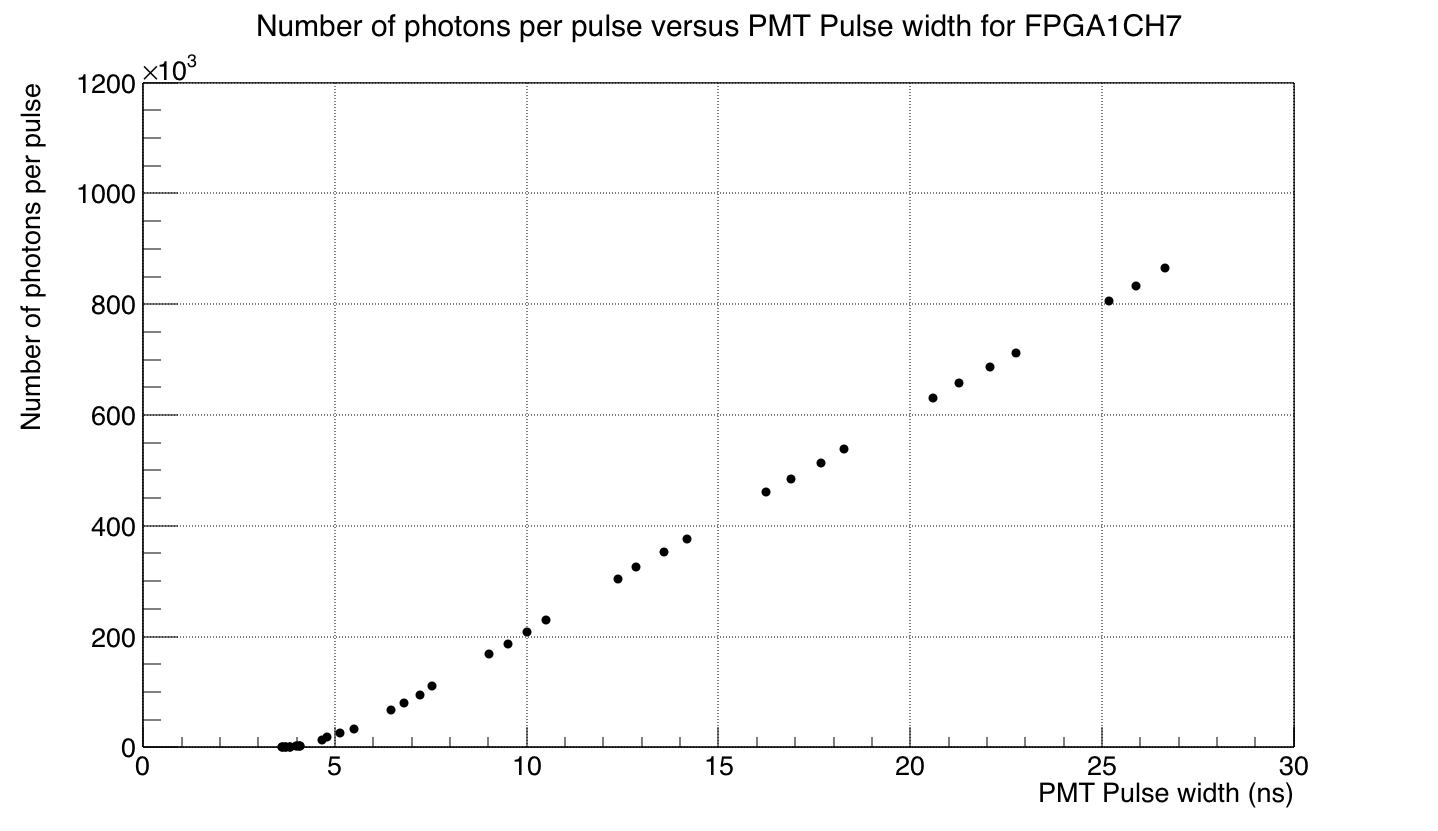 Number of photons per pulse versus PMT Pulse width for FPGA1CH7
×10³
1200
1000
800
600
400
200
0
Number of photons per pulse
0 5 10 15 20 25 30
PMT Pulse width (ns)